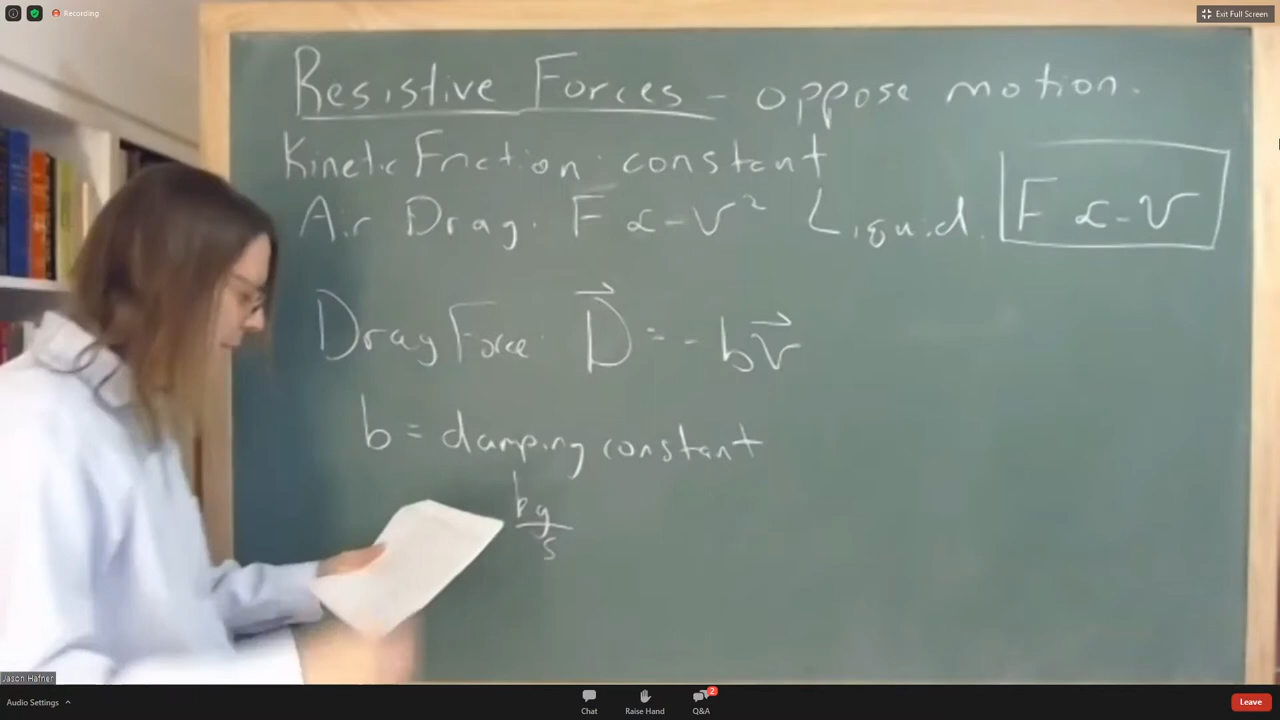 Recording
Exit Full Screen
Resistive Forces - oppose motion.
Kinetic Friction: constant
Air Drag: F ∝ -v² Liquid: F ∝ -v
Drag Force: D⃗ = -bv⃗
b = damping constant
kg/s
Jason Hafner
Audio Settings
Chat
Raise Hand
2
Q&A
Leave